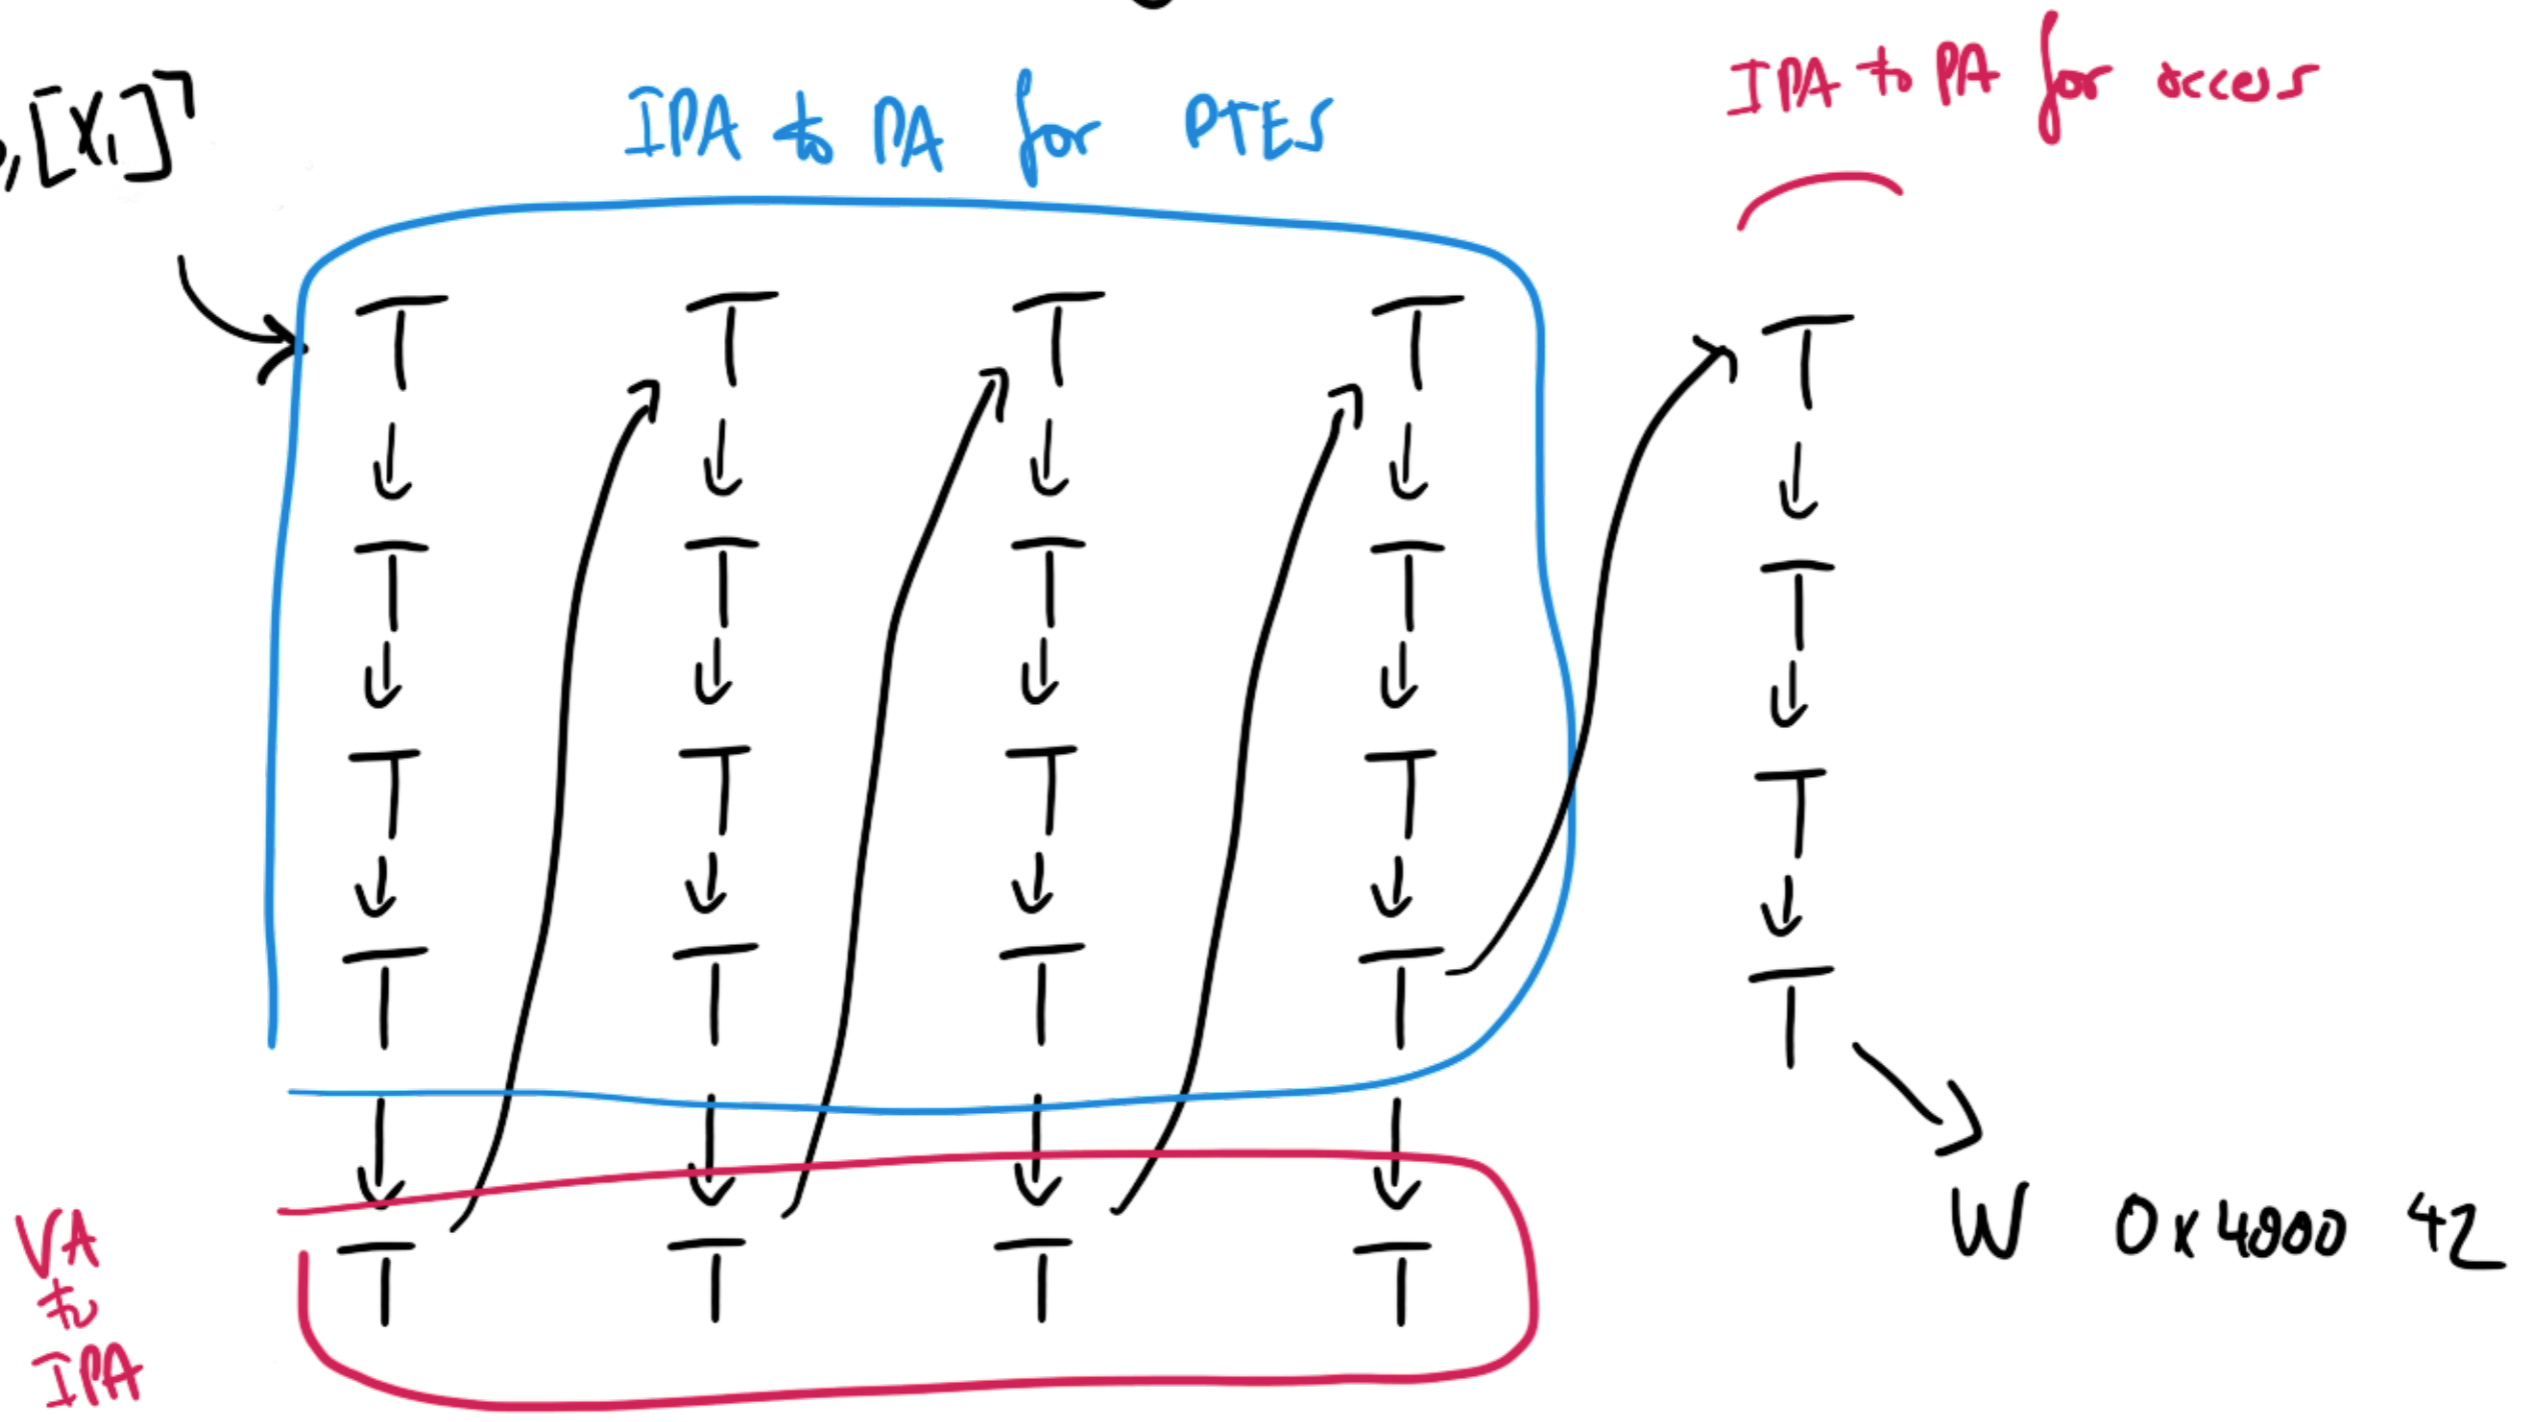 ,[X1]
IPA to PA for PTES
IPA to PA for access
T T T T T
T T T T T
T T T T T
T T T T T
T T T T
VA
to
IPA
W 0x4000 42